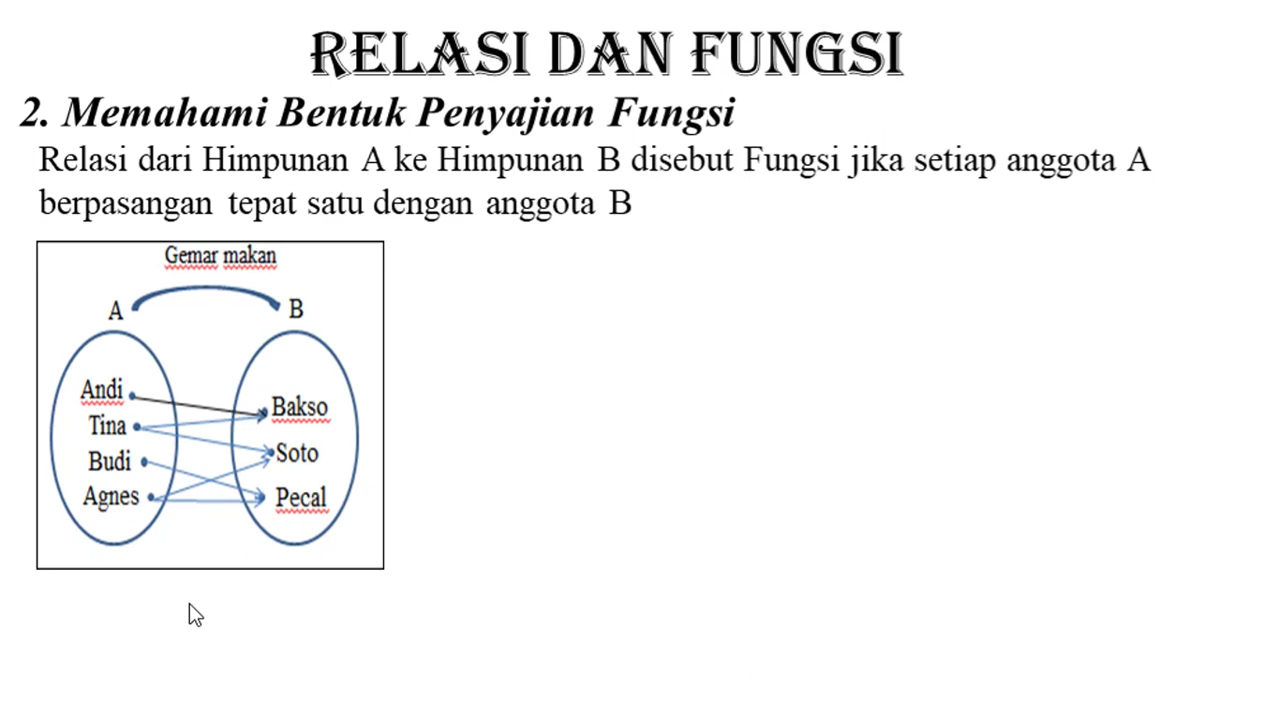 RELASI DAN FUNGSI
2. Memahami Bentuk Penyajian Fungsi
Relasi dari Himpunan A ke Himpunan B disebut Fungsi jika setiap anggota A
berpasangan tepat satu dengan anggota B
Gemar makan
A B
Andi
Tina
Budi
Agnes
Bakso
Soto
Pecal